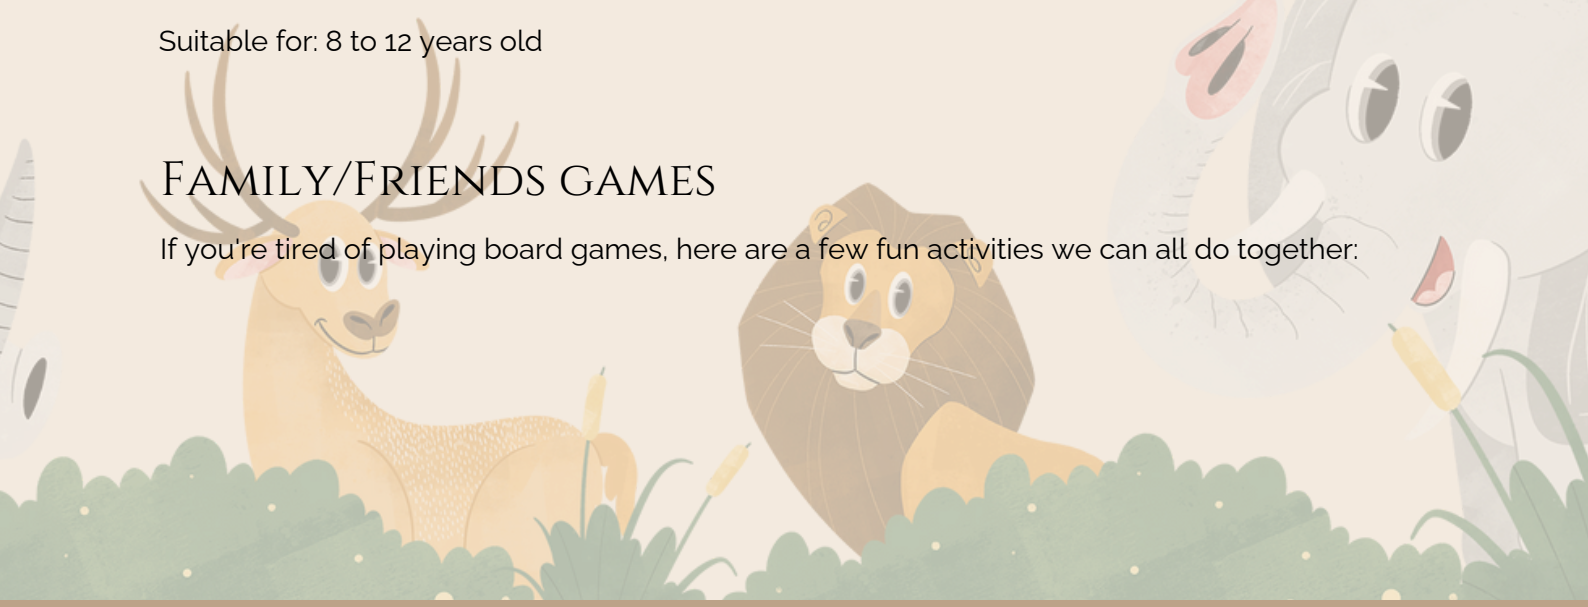 Suitable for: 8 to 12 years old
Family/Friends games
If you're tired of playing board games, here are a few fun activities we can all do together: